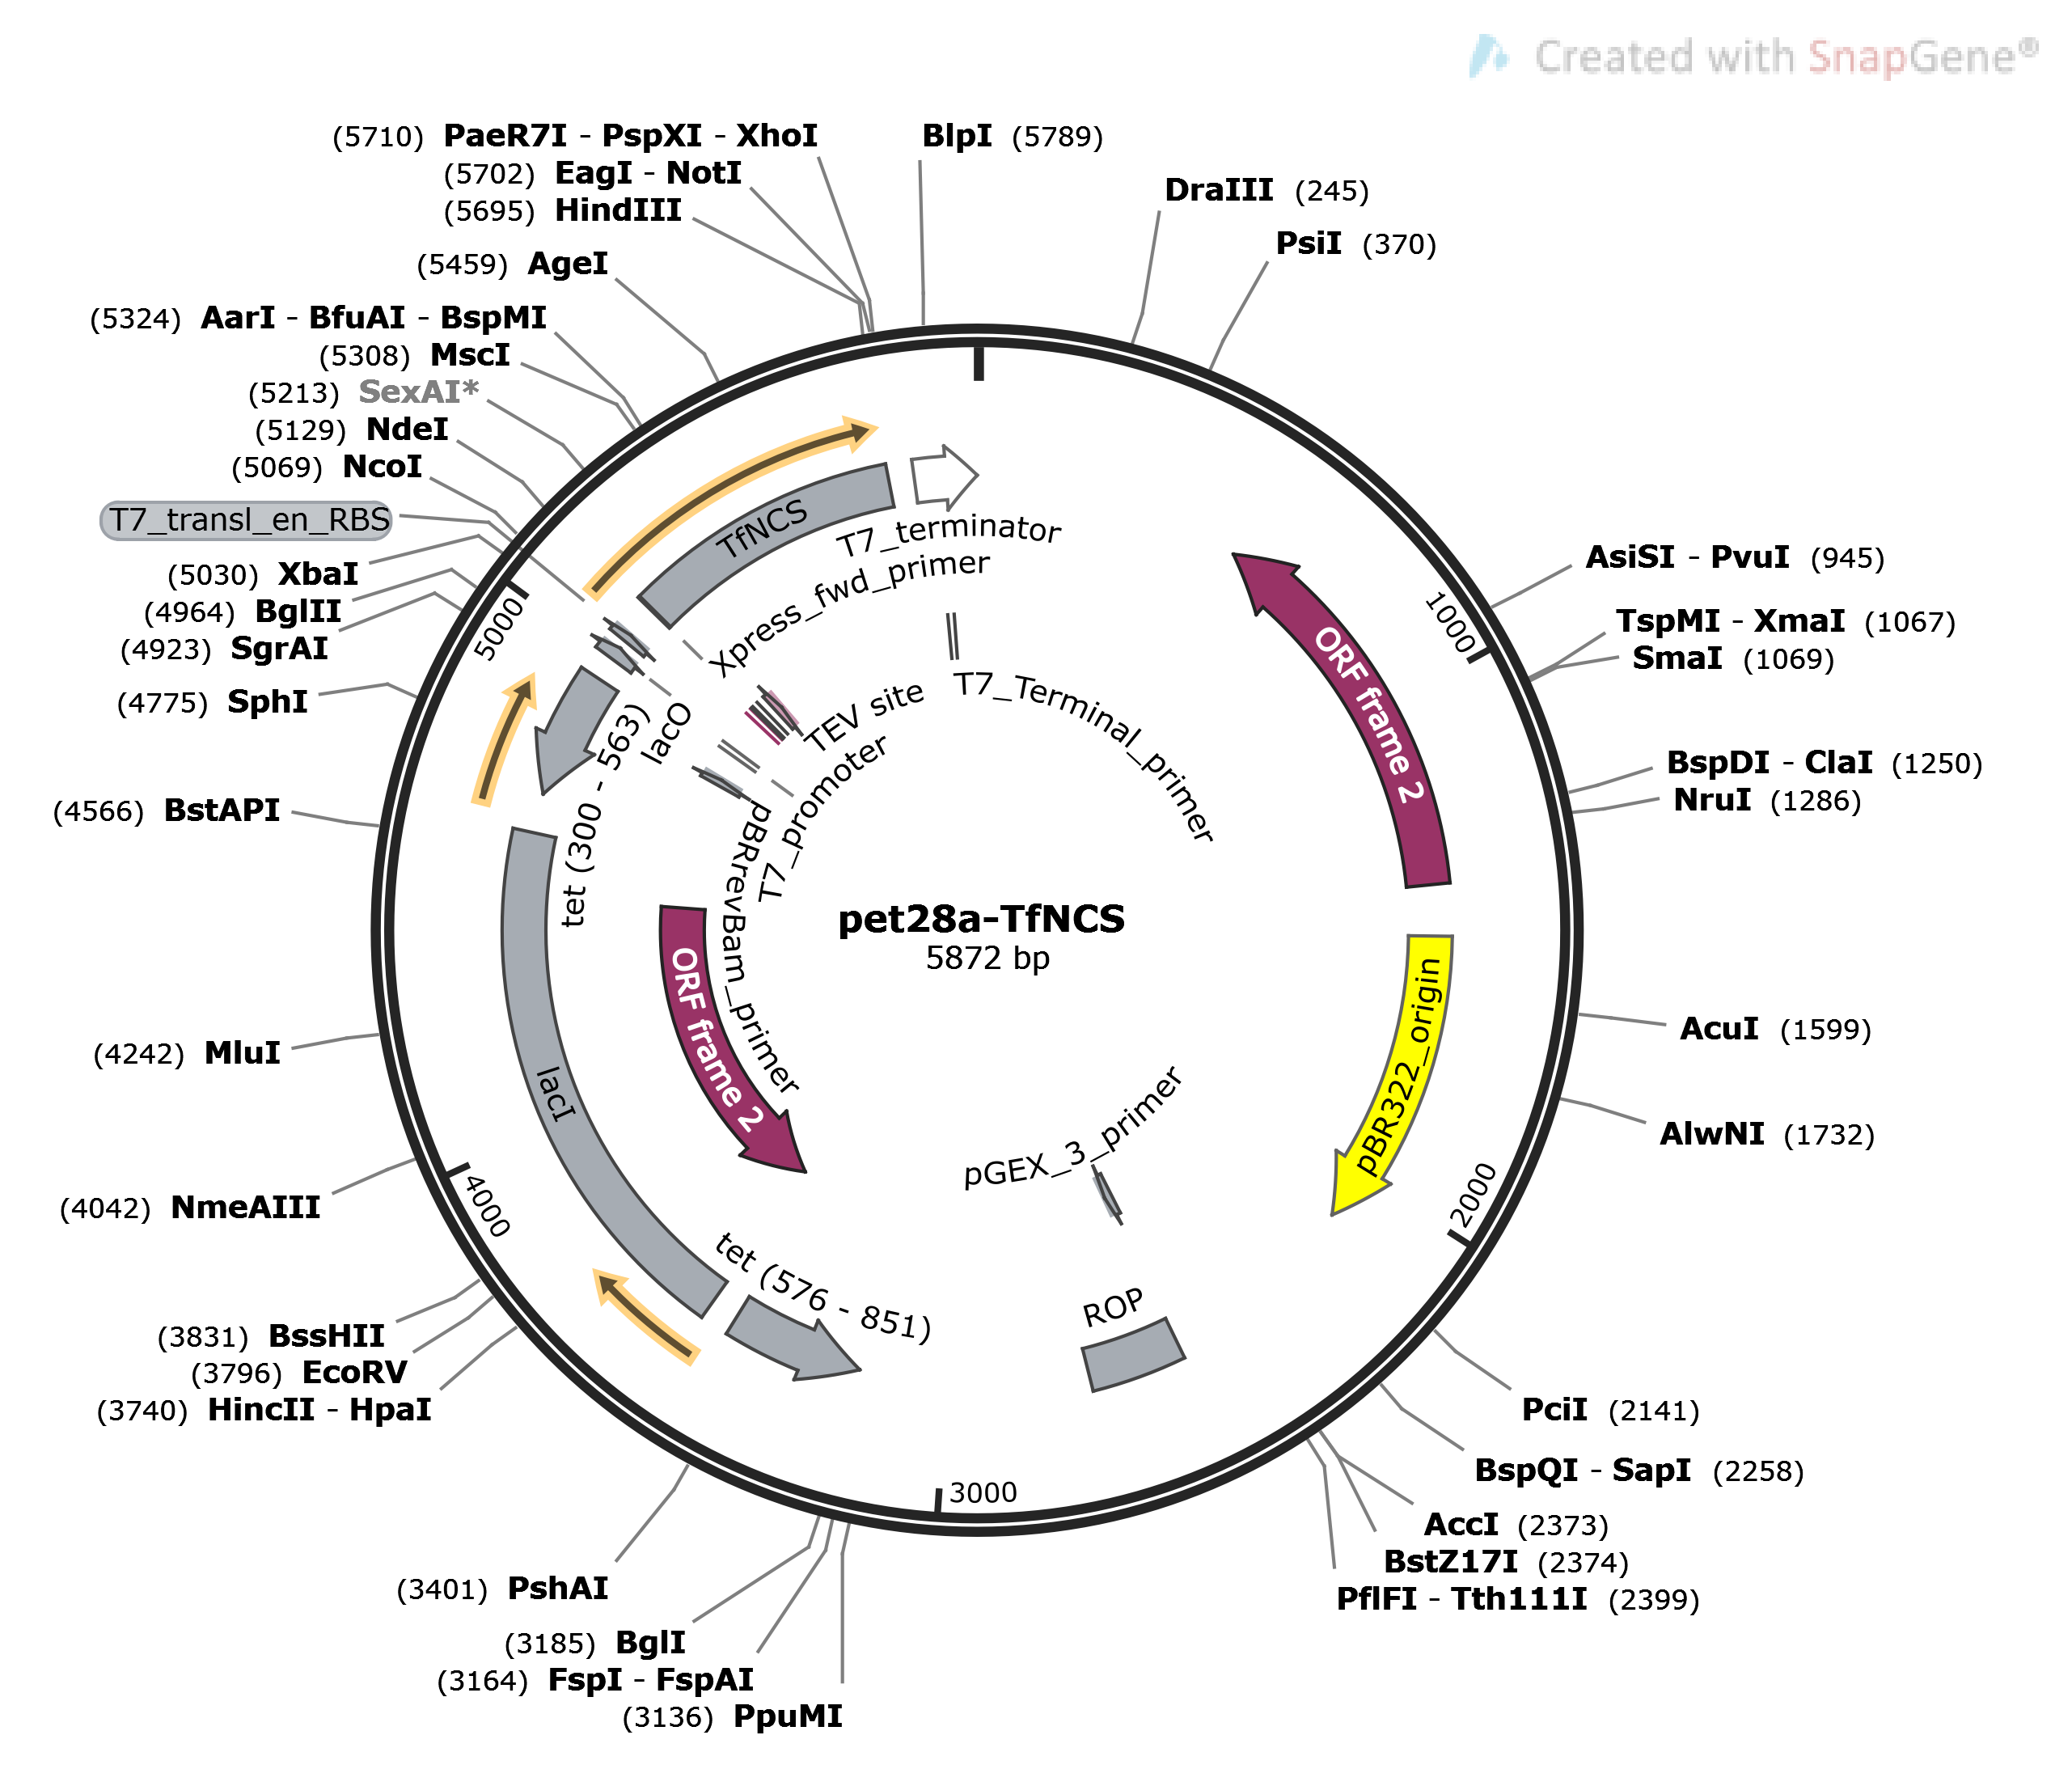 Created with SnapGene®
(5710) PaeR7I - PspXI - XhoI
(5702) EagI - NotI
(5695) HindIII
(5459) AgeI
(5324) AarI - BfuAI - BspMI
(5308) MscI
(5213) SexAI*
(5129) NdeI
(5069) NcoI
T7_transl_en_RBS
(5030) XbaI
(4964) BglII
(4923) SgrAI
(4775) SphI
(4566) BstAPI
(4242) MluI
(4042) NmeAIII
(3831) BssHII
(3796) EcoRV
(3740) HincII - HpaI
(3401) PshAI
(3185) BglI
(3164) FspI - FspAI
(3136) PpuMI
BlpI (5789)
DraIII (245)
PsiI (370)
AsiSI - PvuI (945)
TspMI - XmaI (1067)
SmaI (1069)
BspDI - ClaI (1250)
NruI (1286)
AcuI (1599)
AlwNI (1732)
PciI (2141)
BspQI - SapI (2258)
AccI (2373)
BstZ17I (2374)
PflFI - Tth111I (2399)
1000
2000
3000
4000
5000
TfNCS
T7_terminator
Xpress_fwd_primer
T7_Terminal_primer
TEV site
T7_promoter
lacO
tet (300 - 563)
pBRrevBam_primer
lacI
ORF frame 2
ORF frame 2
pBR322_origin
pGEX_3_primer
ROP
tet (576 - 851)
pet28a-TfNCS
5872 bp